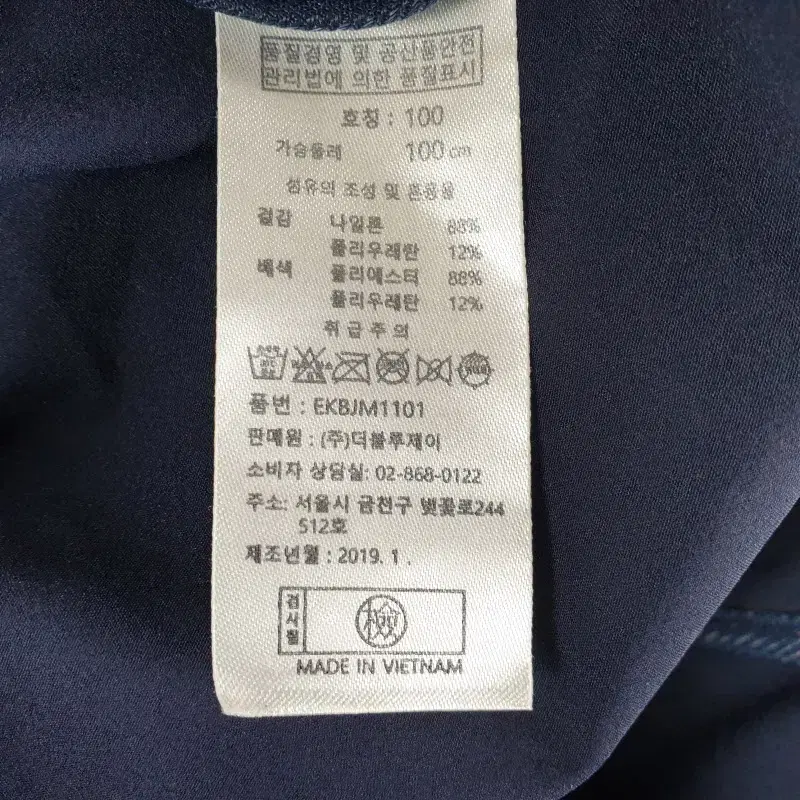 품질경영 및 공산품안전
관리법에 의한 품질표시
호칭 : 100
가슴둘레 100 cm
섬유의 조성 및 혼용율
겉감 나일론 88%
폴리우레탄 12%
배색 폴리에스터 88%
폴리우레탄 12%
취급주의
품번 : EKBJM1101
판매원 : (주)더블루제이
소비자 상담실: 02-868-0122
주소: 서울시 금천구 벚꽃로244
512호
제조년월 : 2019. 1 .
검사필
檢
MADE IN VIETNAM